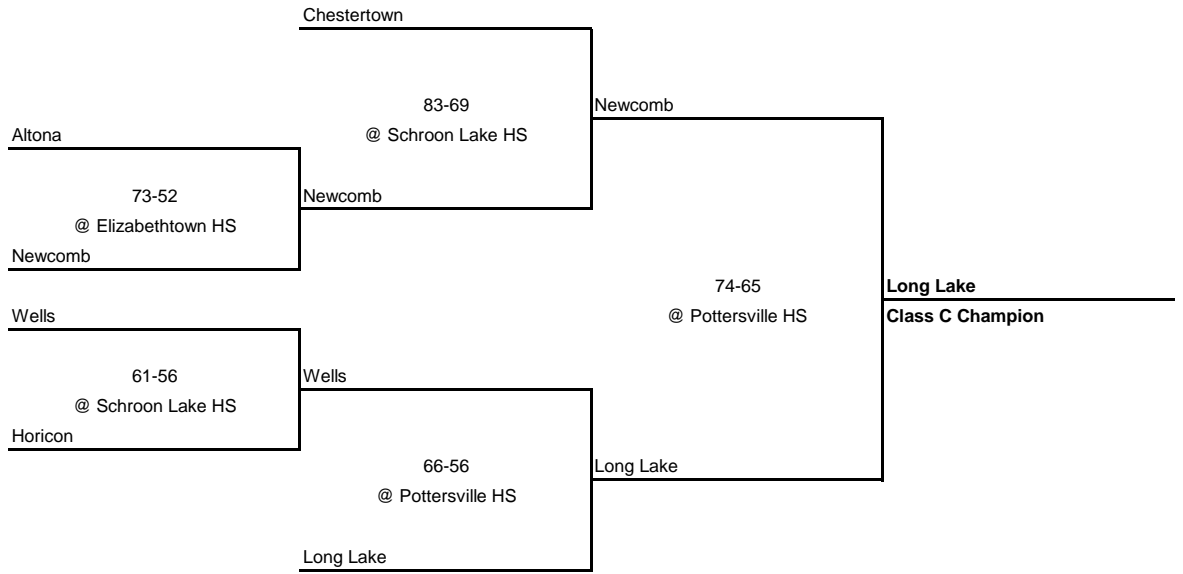 Chestertown
83-69
@ Schroon Lake HS
Newcomb
Altona
73-52
@ Elizabethtown HS
Newcomb
Newcomb
74-65
@ Pottersville HS
Long Lake
Class C Champion
Wells
61-56
@ Schroon Lake HS
Wells
Horicon
66-56
@ Pottersville HS
Long Lake
Long Lake